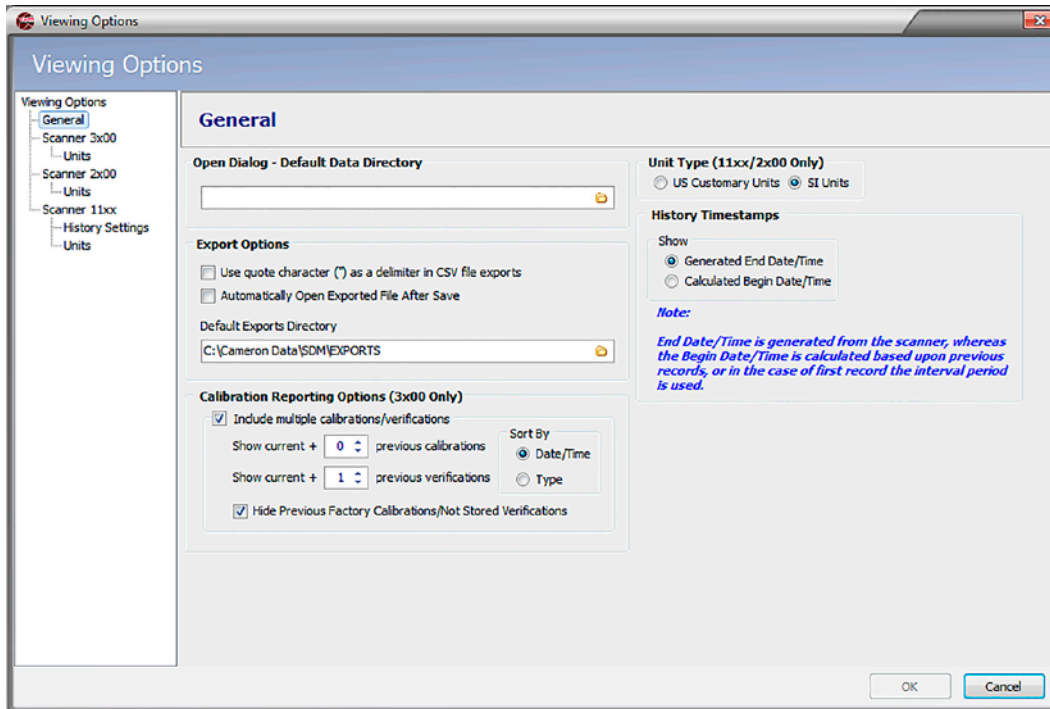 Viewing Options
Viewing Options
Viewing Options
General
Scanner 3x00
Units
Scanner 2x00
Units
Scanner 11xx
History Settings
Units
General
Open Dialog - Default Data Directory
Export Options
Use quote character (") as a delimiter in CSV file exports
Automatically Open Exported File After Save
Default Exports Directory
C:\Cameron Data\SDM\EXPORTS
Calibration Reporting Options (3x00 Only)
Include multiple calibrations/verifications
Show current + 0 previous calibrations
Show current + 1 previous verifications
Sort By
Date/Time
Type
Hide Previous Factory Calibrations/Not Stored Verifications
Unit Type (11xx/2x00 Only)
US Customary Units SI Units
History Timestamps
Show
Generated End Date/Time
Calculated Begin Date/Time
Note:
End Date/Time is generated from the scanner, whereas
the Begin Date/Time is calculated based upon previous
records, or in the case of first record the interval period
is used.
OK Cancel